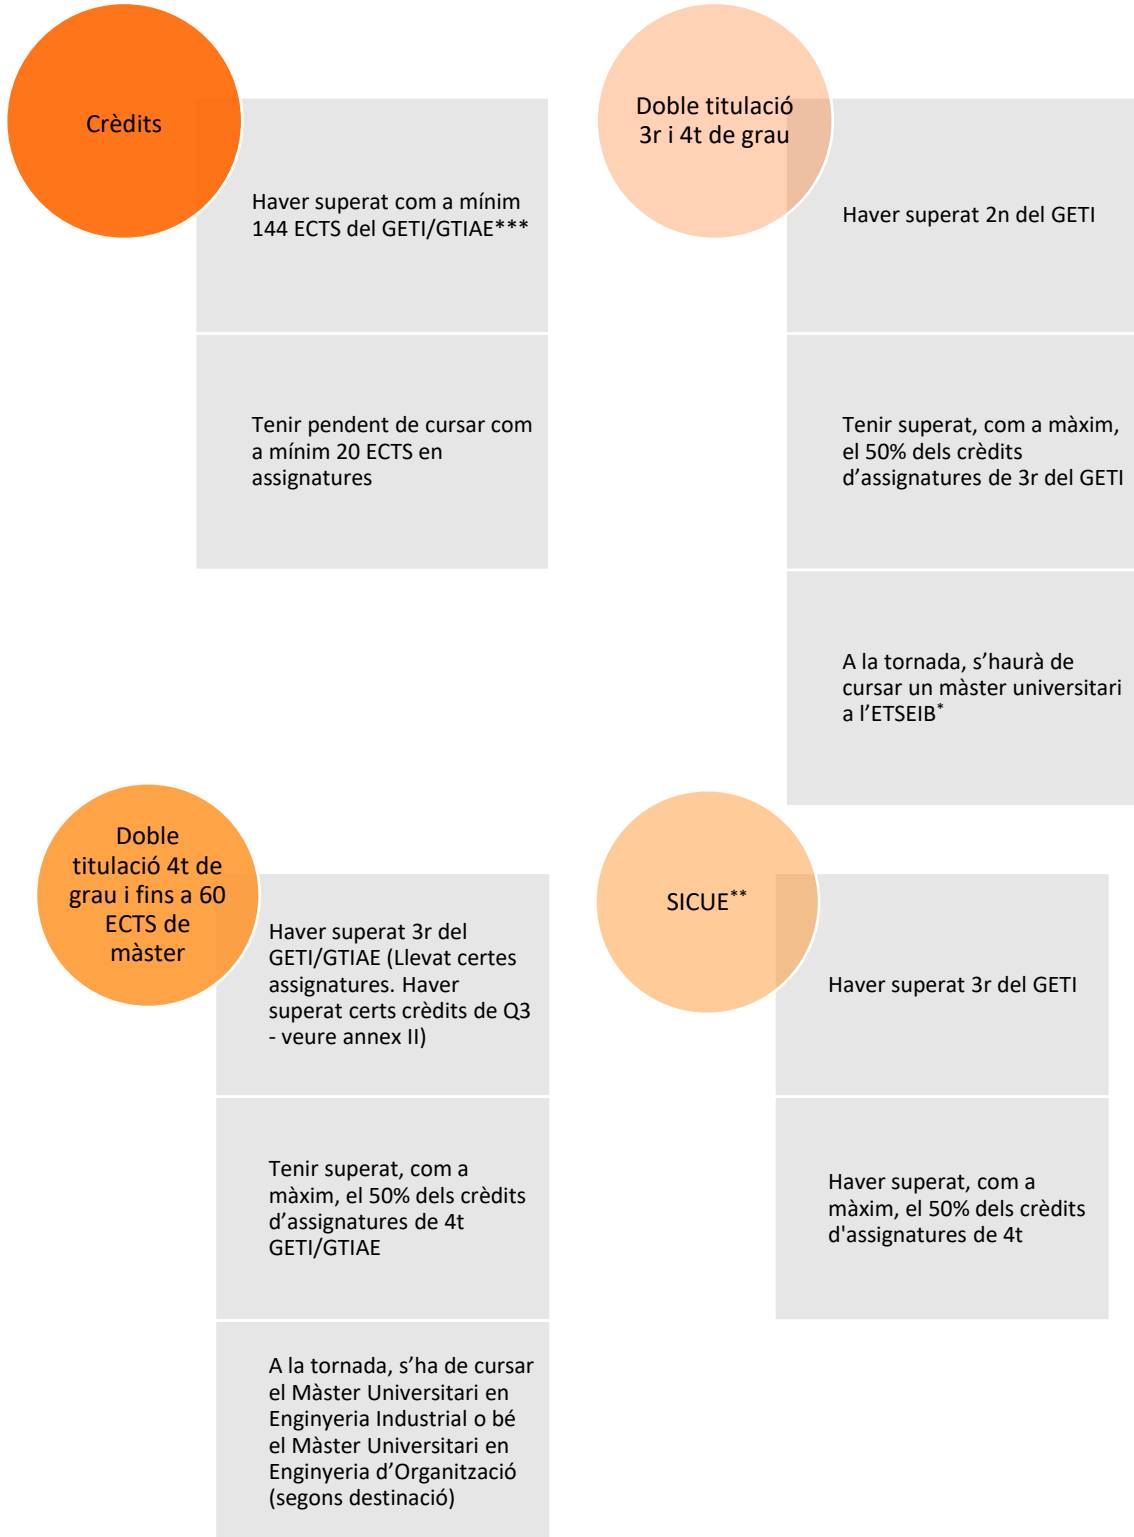 Crèdits
Haver superat com a mínim
144 ECTS del GETI/GTIAE***
Tenir pendent de cursar com
a mínim 20 ECTS en
assignatures
Doble titulació
3r i 4t de grau
Haver superat 2n del GETI
Tenir superat, com a màxim,
el 50% dels crèdits
d’assignatures de 3r del GETI
A la tornada, s’haurà de
cursar un màster universitari
a l’ETSEIB*
Doble
titulació 4t de
grau i fins a 60
ECTS de
màster
Haver superat 3r del
GETI/GTIAE (Llevat certes
assignatures. Haver
superat certs crèdits de Q3
- veure annex II)
Tenir superat, com a
màxim, el 50% dels crèdits
d’assignatures de 4t
GETI/GTIAE
A la tornada, s’ha de cursar
el Màster Universitari en
Enginyeria Industrial o bé
el Màster Universitari en
Enginyeria d’Organització
(segons destinació)
SICUE**
Haver superat 3r del GETI
Haver superat, com a
màxim, el 50% dels crèdits
d'assignatures de 4t